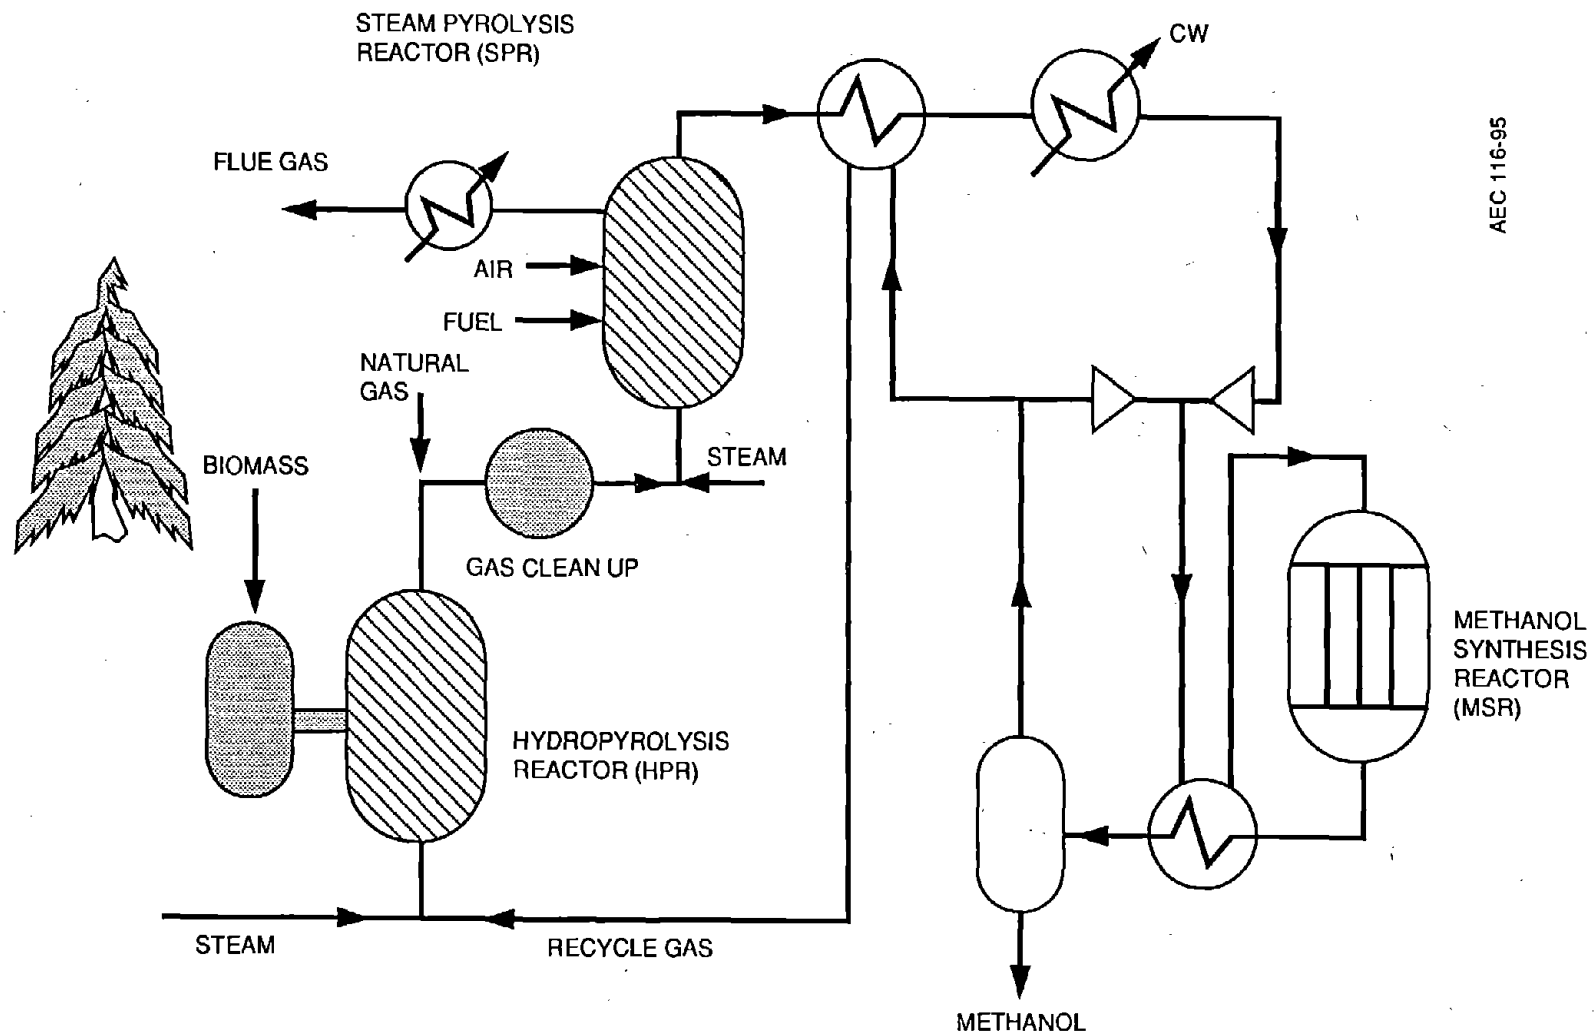 STEAM PYROLYSIS
REACTOR (SPR)
CW
FLUE GAS
AEC 116-95
AIR
FUEL
NATURAL
GAS
BIOMASS
STEAM
GAS CLEAN UP
METHANOL
SYNTHESIS
REACTOR
(MSR)
HYDROPYROLYSIS
REACTOR (HPR)
STEAM
RECYCLE GAS
METHANOL